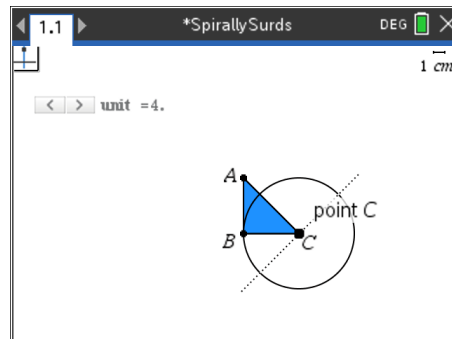 1.1
*SpirallySurds
DEG
1 cm
< > unit =4.
A
point C
B
C